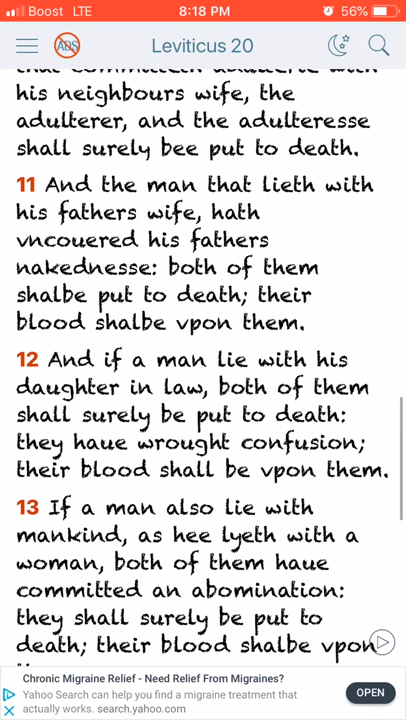 Boost LTE 8:18 PM 56%
ADS Leviticus 20
that committeth adulterie with
his neighbours wife, the
adulterer, and the adulteresse
shall surely bee put to death.
11 And the man that lieth with
his fathers wife, hath
vncouered his fathers
nakednesse: both of them
shalbe put to death; their
blood shalbe vpon them.
12 And if a man lie with his
daughter in law, both of them
shall surely be put to death:
they haue wrought confusion;
their blood shall be vpon them.
13 If a man also lie with
mankind, as hee lyeth with a
woman, both of them haue
committed an abomination:
they shall surely be put to
death; their blood shalbe vpon
Chronic Migraine Relief - Need Relief From Migraines?
Yahoo Search can help you find a migraine treatment that
actually works. search.yahoo.com
OPEN